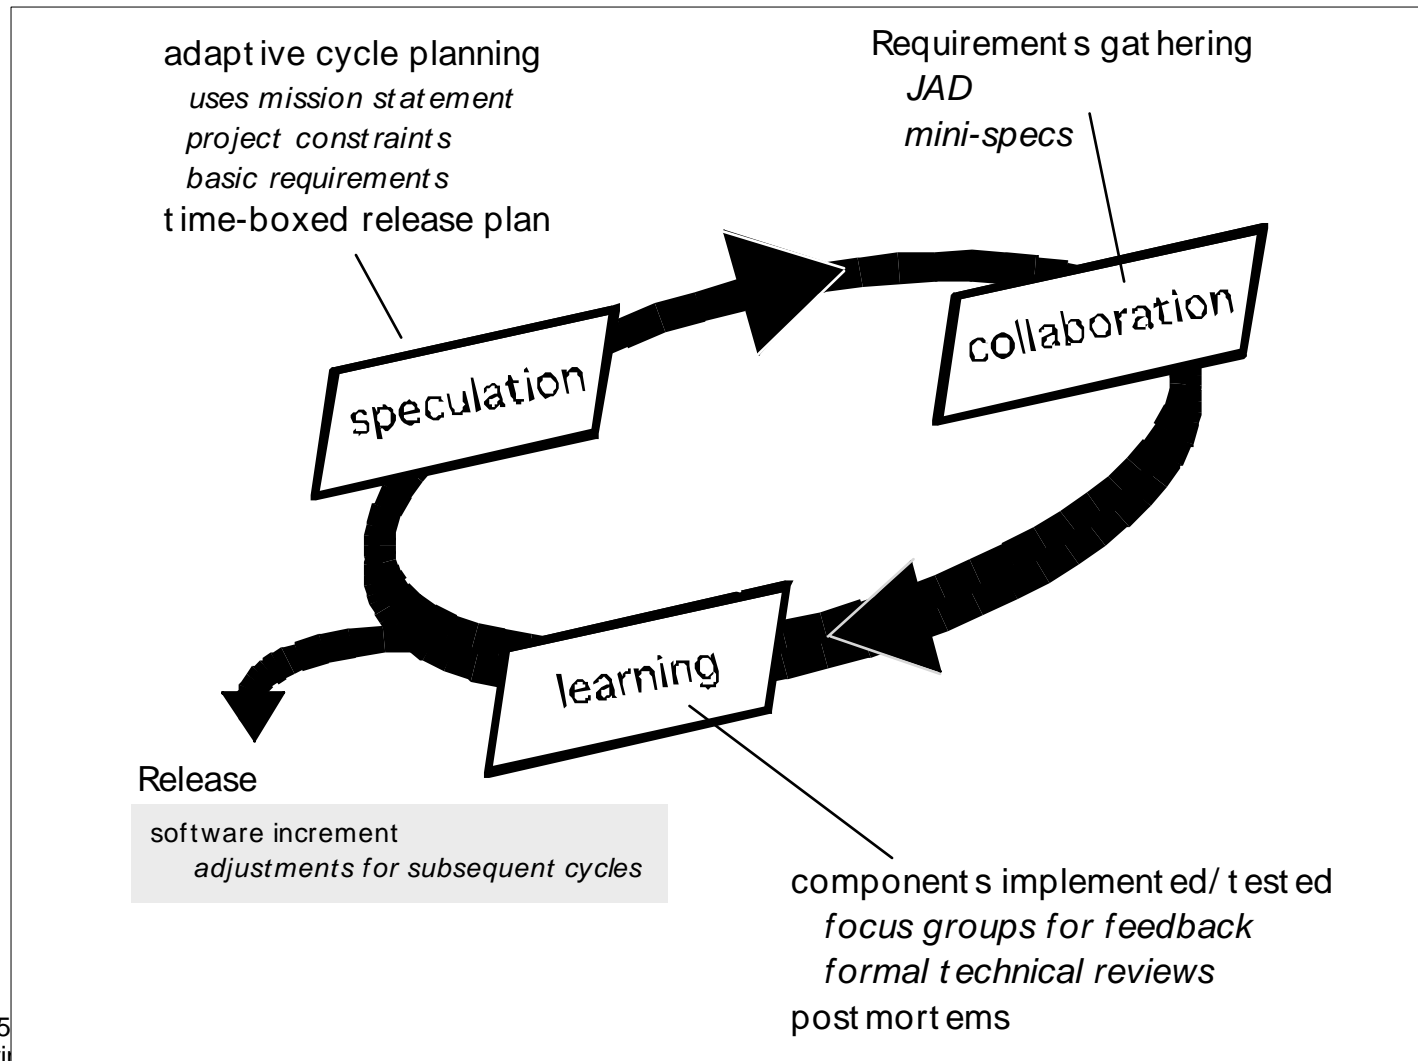 adaptive cycle planning
uses mission statement
project constraints
basic requirements
time-boxed release plan
Requirements gathering
JAD
mini-specs
speculation
collaboration
learning
Release
software increment
adjustments for subsequent cycles
components implemented/tested
focus groups for feedback
formal technical reviews
postmortems
5